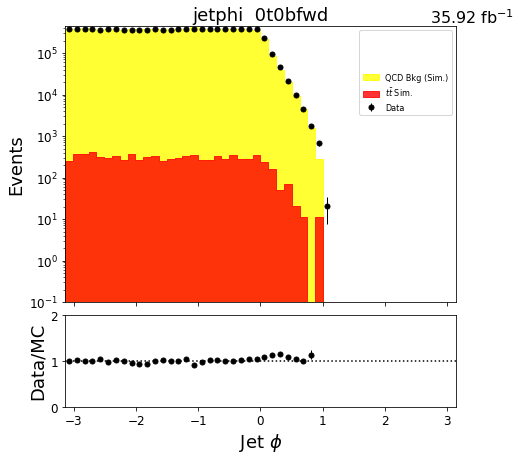 jetphi 0t0bfwd
35.92 fb⁻¹
Events
10⁵
10⁴
10³
10²
10¹
10⁰
10⁻¹
QCD Bkg (Sim.)
tt̄ Sim.
Data
Data/MC
2
1
0
−3 −2 −1 0 1 2 3
Jet ϕ